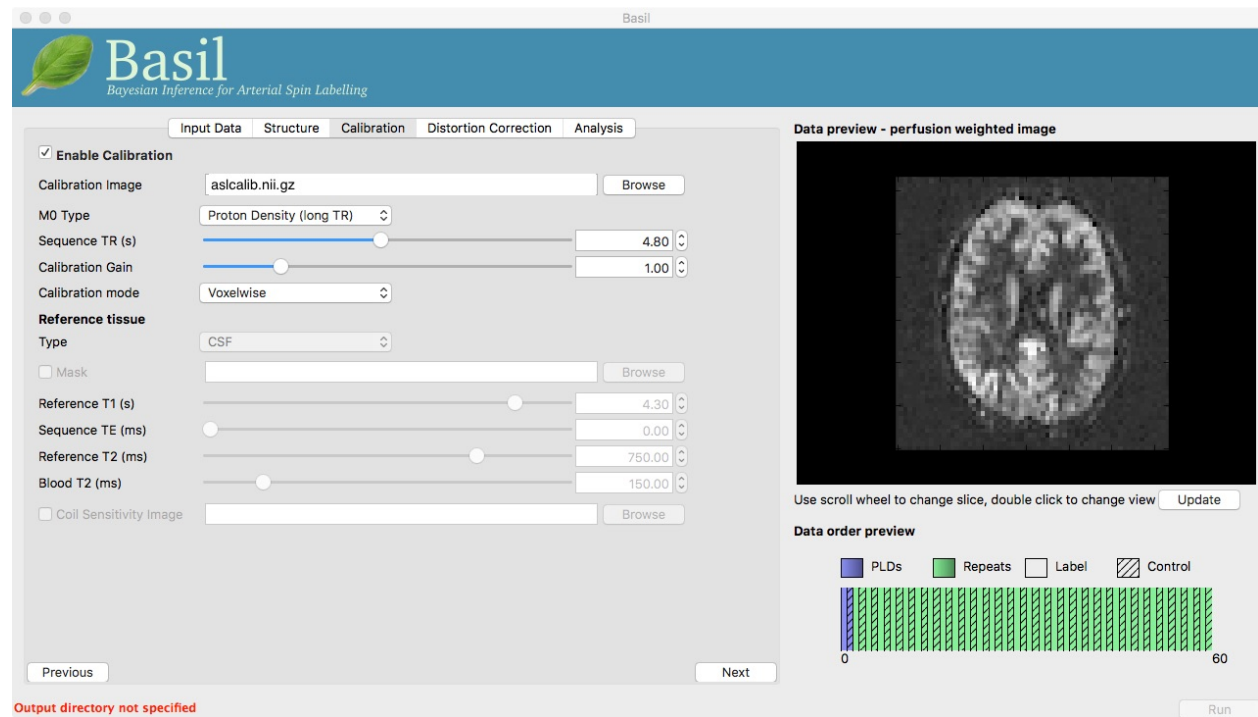 Basil
Basil
Bayesian Inference for Arterial Spin Labelling
Input Data Structure Calibration Distortion Correction Analysis
Enable Calibration
Calibration Image aslcalib.nii.gz Browse
M0 Type Proton Density (long TR)
Sequence TR (s) 4.80
Calibration Gain 1.00
Calibration mode Voxelwise
Reference tissue
Type CSF
Mask Browse
Reference T1 (s) 4.30
Sequence TE (ms) 0.00
Reference T2 (ms) 750.00
Blood T2 (ms) 150.00
Coil Sensitivity Image Browse
Previous Next
Data preview - perfusion weighted image
Use scroll wheel to change slice, double click to change view Update
Data order preview
PLDs Repeats Label Control
0 60
Output directory not specified
Run